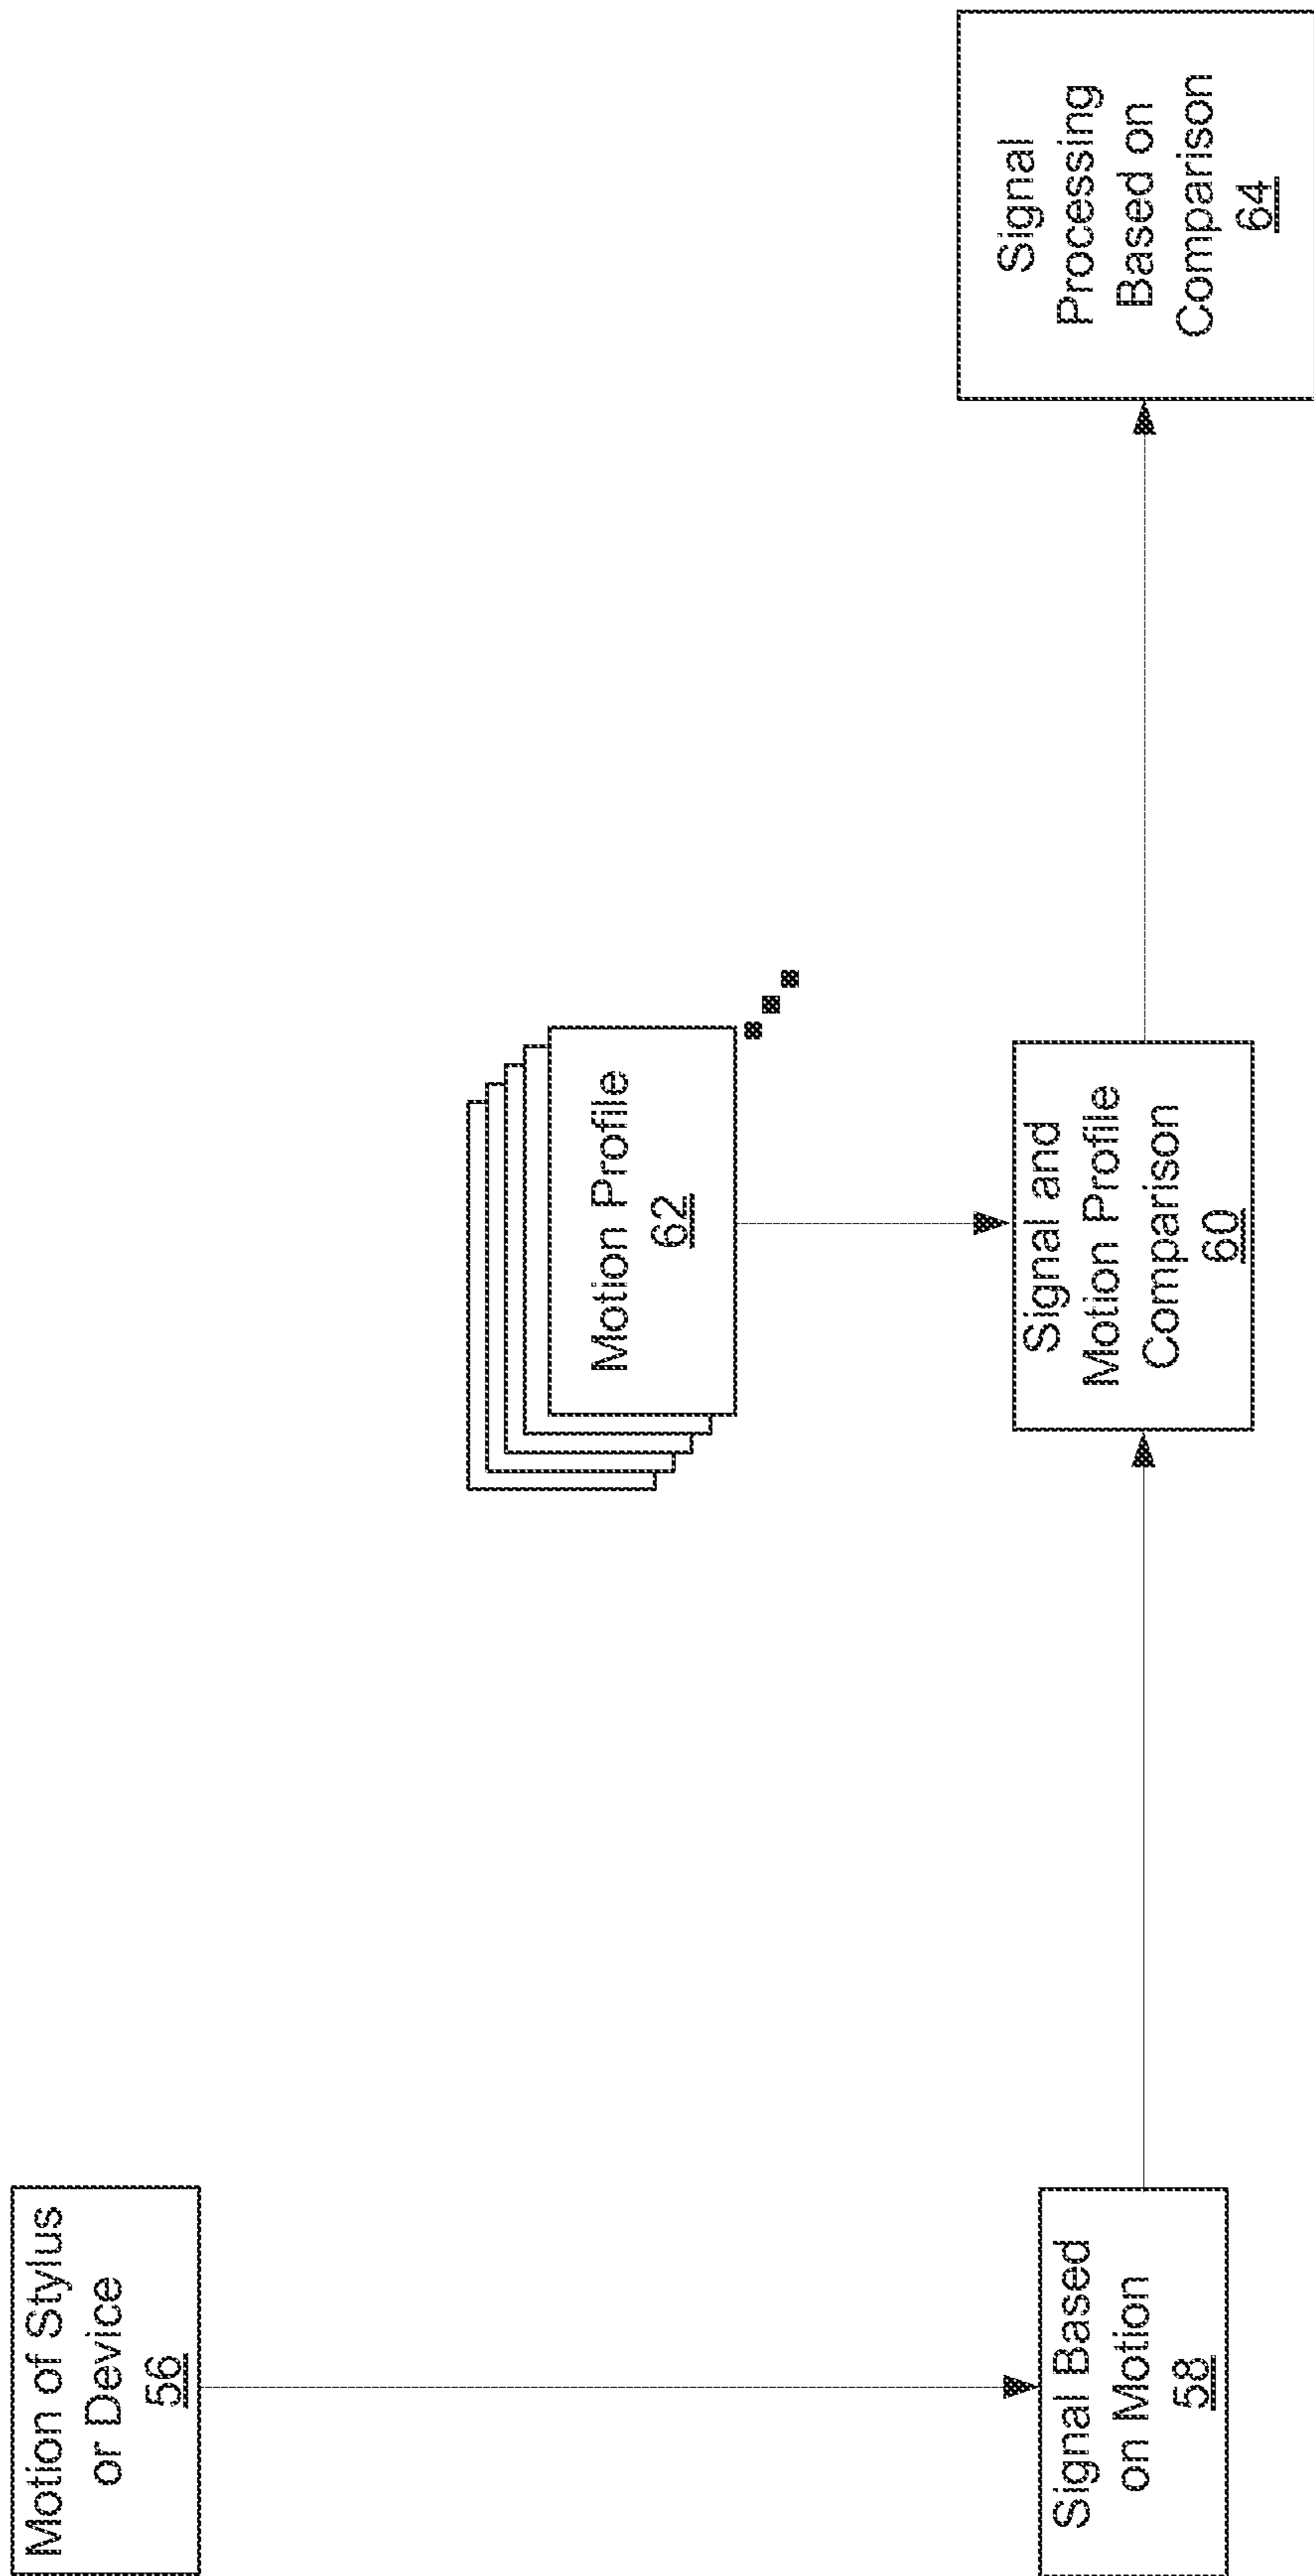 Motion of Stylus
or Device
56
Signal Based
on Motion
58
Motion Profile
62
Signal and
Motion Profile
Comparison
60
Signal
Processing
Based on
Comparison
64